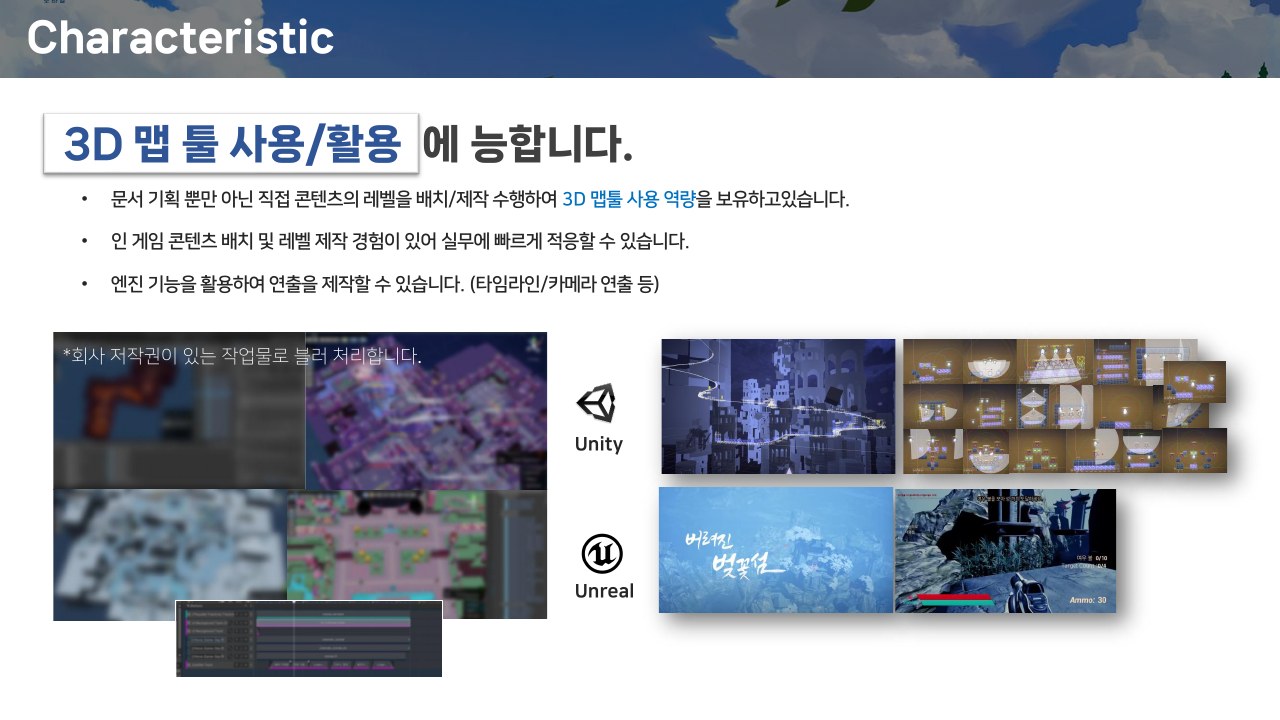 Characteristic
3D 맵 툴 사용/활용 에 능합니다.
• 문서 기획 뿐만 아닌 직접 콘텐츠의 레벨을 배치/제작 수행하여 3D 맵툴 사용 역량을 보유하고있습니다.
• 인 게임 콘텐츠 배치 및 레벨 제작 경험이 있어 실무에 빠르게 적응할 수 있습니다.
• 엔진 기능을 활용하여 연출을 제작할 수 있습니다. (타임라인/카메라 연출 등)
*회사 저작권이 있는 작업물로 블러 처리합니다.
Unity
버려진
벚꽃섬
Unreal
0/10
Ammo: 30